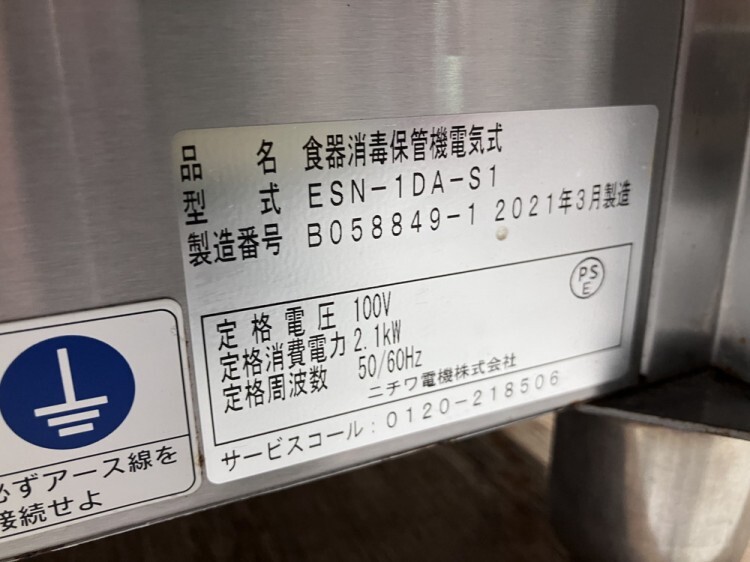 品 名 食器消毒保管機電気式
型 式 ESN-1DA-S1
製造番号 B058849-1 2021年3月製造
PS
E
定格電圧 100V
定格消費電力 2.1kW
定格周波数 50/60Hz
ニチワ電機株式会社
サービスコール:0120-218506
必ずアース線を
接続せよ